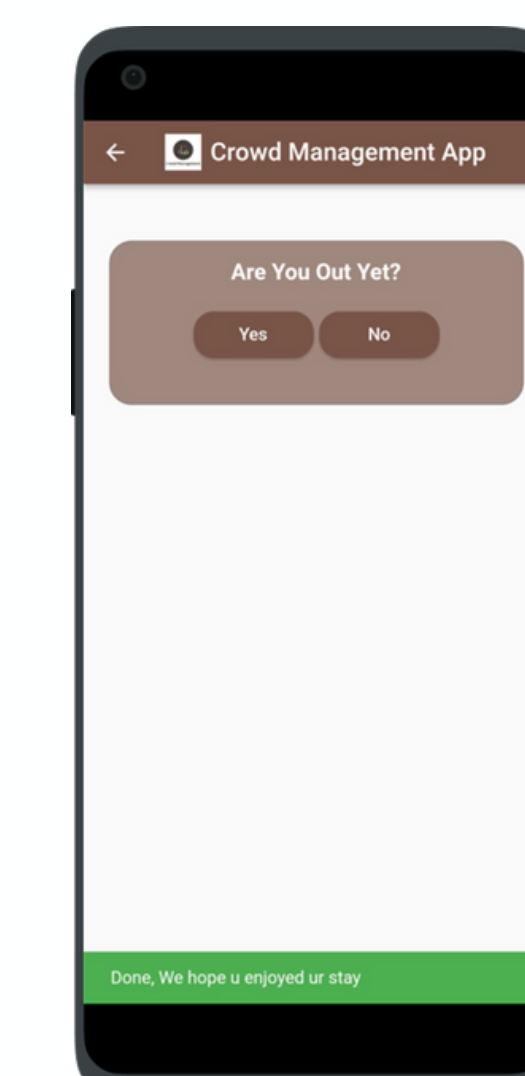 Crowd Management App
Are You Out Yet?
Yes No
Done, We hope u enjoyed ur stay